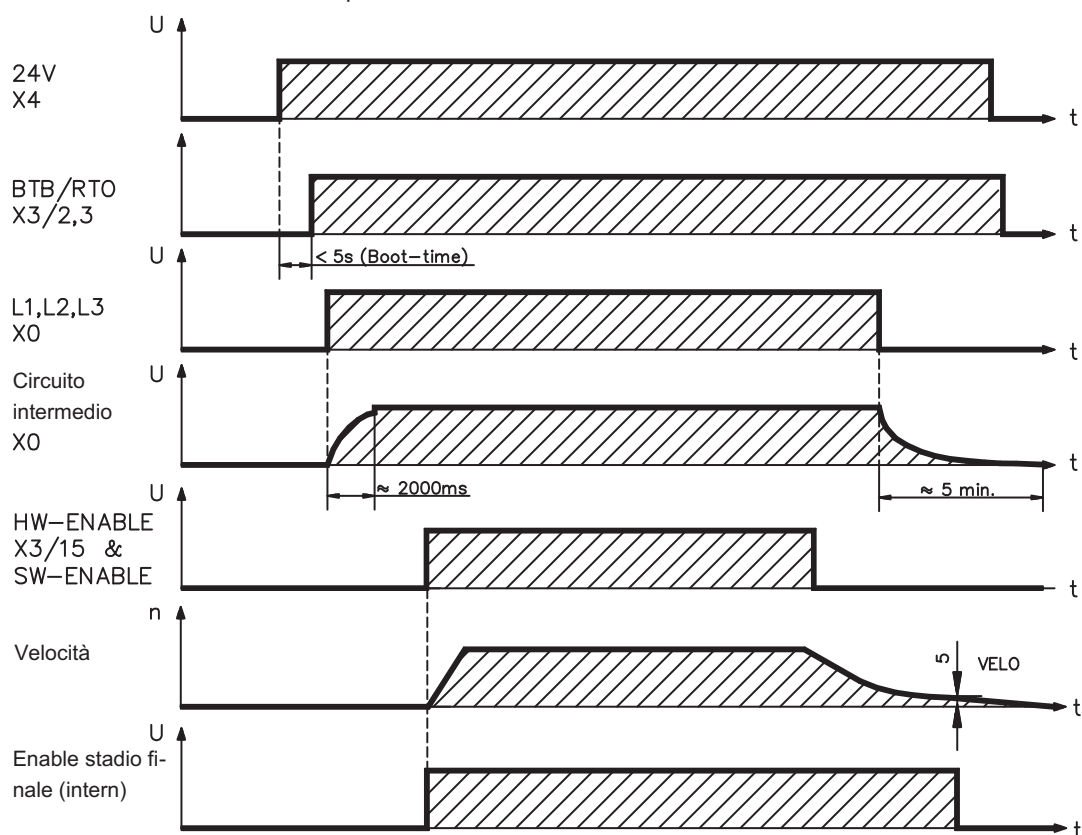 U
24V
X4
t
BTB/RTO
X3/2,3
t
< 5s (Boot-time)
U
L1,L2,L3
X0
t
U
Circuito
intermedio
X0
t
≈ 2000ms
≈ 5 min.
U
HW-ENABLE
X3/15 &
SW-ENABLE
t
n
Velocità
5
VELO
t
U
Enable stadio fi-
nale (intern)
t